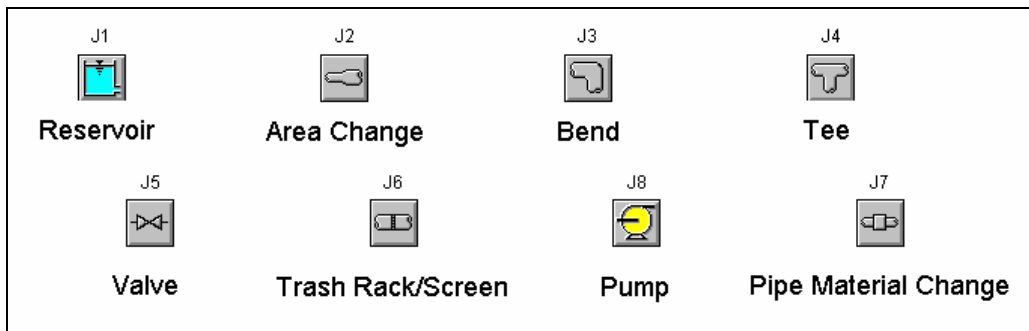 J1 J2 J3 J4
Reservoir Area Change Bend Tee
J5 J6 J8 J7
Valve Trash Rack/Screen Pump Pipe Material Change